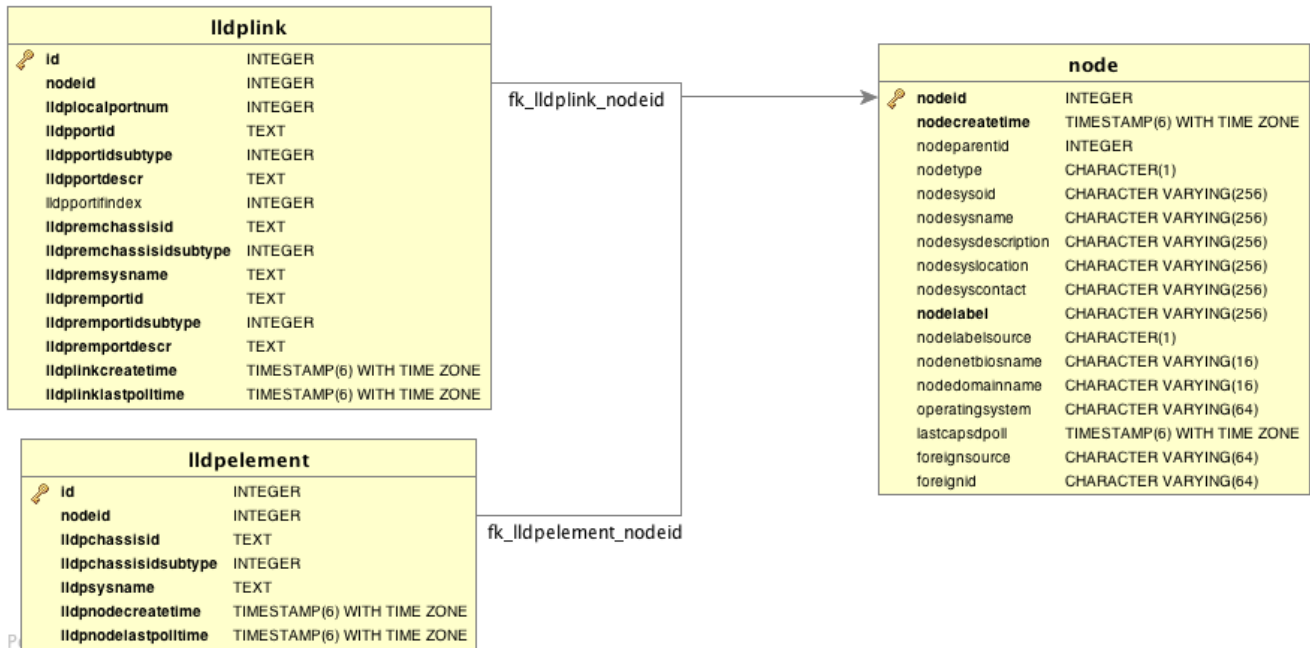 lldplink
id INTEGER
nodeid INTEGER
lldplocalportnum INTEGER
lldpportid TEXT
lldpportidsubtype INTEGER
lldpportdescr TEXT
lldpportifindex INTEGER
lldpremchassisid TEXT
lldpremchassisidsubtype INTEGER
lldpremsysname TEXT
lldpremportid TEXT
lldpremportidsubtype INTEGER
lldpremportdescr TEXT
lldplinkcreatetime TIMESTAMP(6) WITH TIME ZONE
lldplinklastpolltime TIMESTAMP(6) WITH TIME ZONE
fk_lldplink_nodeid
node
nodeid INTEGER
nodecreatetime TIMESTAMP(6) WITH TIME ZONE
nodeparentid INTEGER
nodetype CHARACTER(1)
nodesysoid CHARACTER VARYING(256)
nodesysname CHARACTER VARYING(256)
nodesysdescription CHARACTER VARYING(256)
nodesyslocation CHARACTER VARYING(256)
nodesyscontact CHARACTER VARYING(256)
nodelabel CHARACTER VARYING(256)
nodelabelsource CHARACTER(1)
nodenetbiosname CHARACTER VARYING(16)
nodedomainname CHARACTER VARYING(16)
operatingsystem CHARACTER VARYING(64)
lastcapsdpoll TIMESTAMP(6) WITH TIME ZONE
foreignsource CHARACTER VARYING(64)
foreignid CHARACTER VARYING(64)
lldpelement
id INTEGER
nodeid INTEGER
lldpchassisid TEXT
lldpchassisidsubtype INTEGER
lldpsysname TEXT
lldpnodecreatetime TIMESTAMP(6) WITH TIME ZONE
lldpnodelastpolltime TIMESTAMP(6) WITH TIME ZONE
fk_lldpelement_nodeid